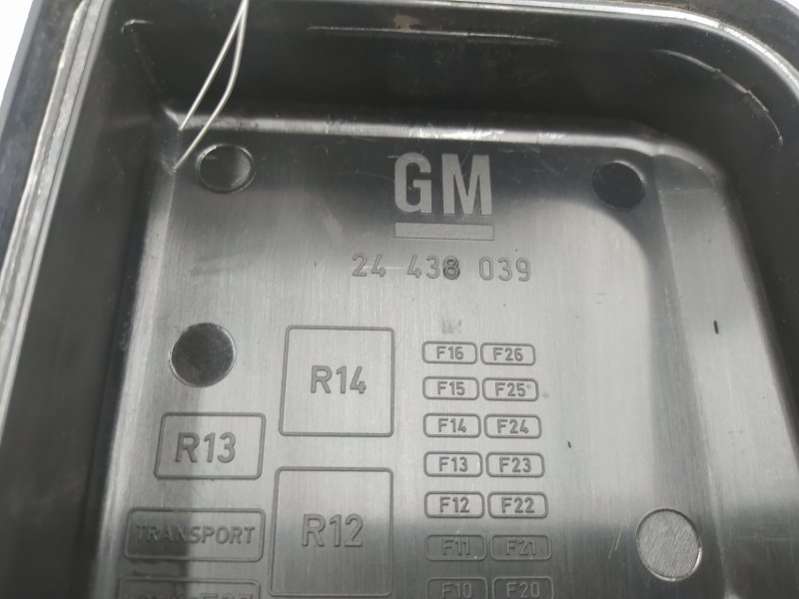 GM
24 438 039
F16 F26
R14
F15 F25
F14 F24
R13
F13 F23
F12 F22
TRANSPORT
R12
F11 F21
F10 F20